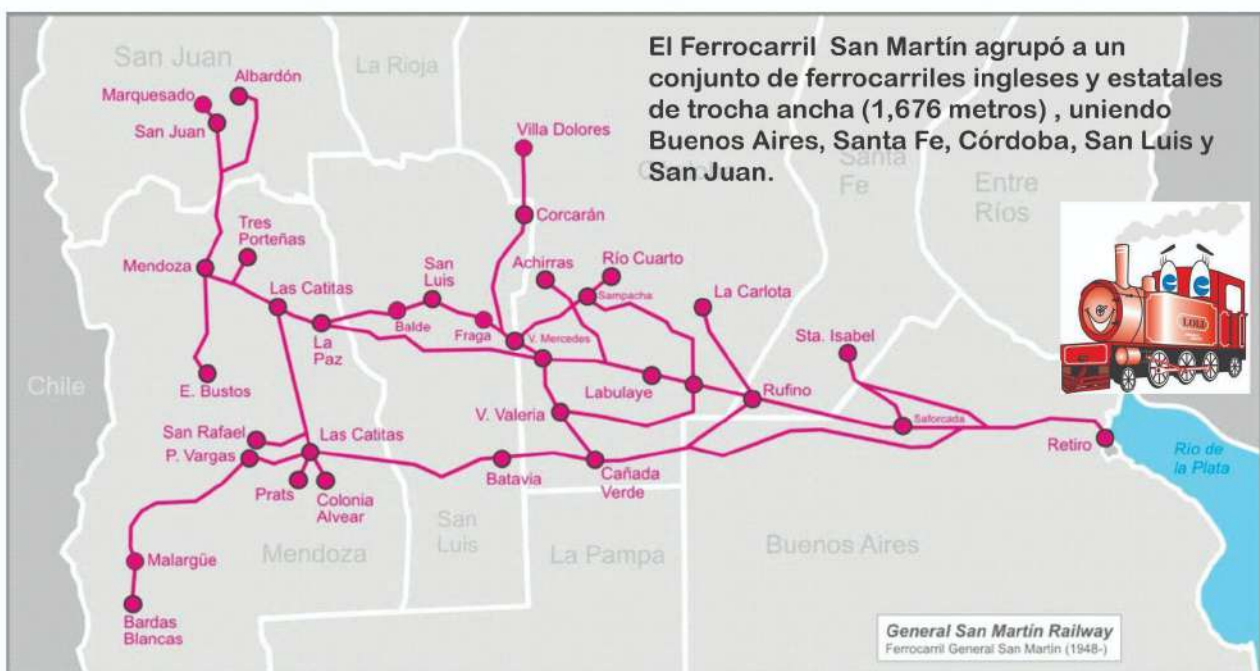 El Ferrocarril San Martín agrupó a un
conjunto de ferrocarriles ingleses y estatales
de trocha ancha (1,676 metros) , uniendo
Buenos Aires, Santa Fe, Córdoba, San Luis y
San Juan.
San Juan
La Rioja
Albardón
Marquesado
San Juan
Villa Dolores
Santa
Fe
Entre
Ríos
Corcarán
Tres
Porteñas
Mendoza
San
Luis
Achirras
Río Cuarto
Sampacha
La Carlota
Las Catitas
Balde
Fraga
V. Mercedes
La
Paz
Sta. Isabel
LOLI
Chile
E. Bustos
Labulaye
Rufino
V. Valeria
Saforcada
San Rafael
Las Catitas
P. Vargas
Retiro
Río de
la Plata
Prats
Colonia
Alvear
Batavia
Cañada
Verde
San
Luis
Mendoza
La Pampa
Buenos Aires
Malargüe
Bardas
Blancas
General San Martín Railway
Ferrocarril General San Martín (1948-)